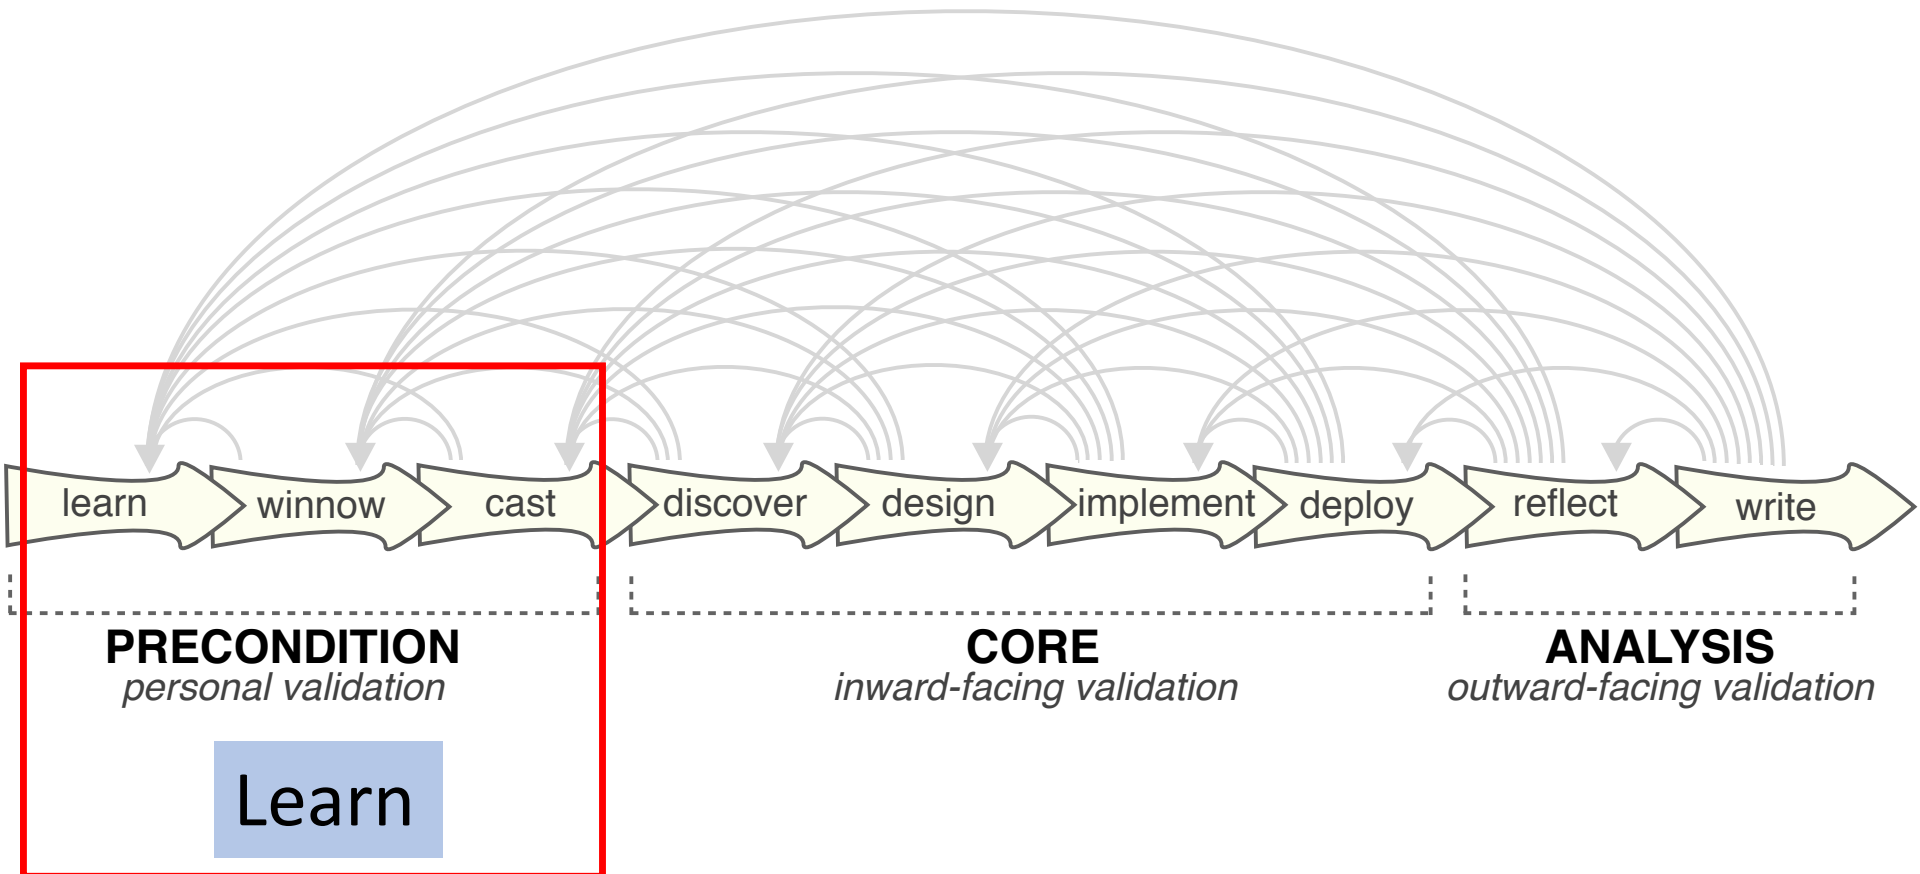 learn winnow cast discover design implement deploy reflect write
PRECONDITION CORE ANALYSIS
personal validation inward-facing validation outward-facing validation
Learn